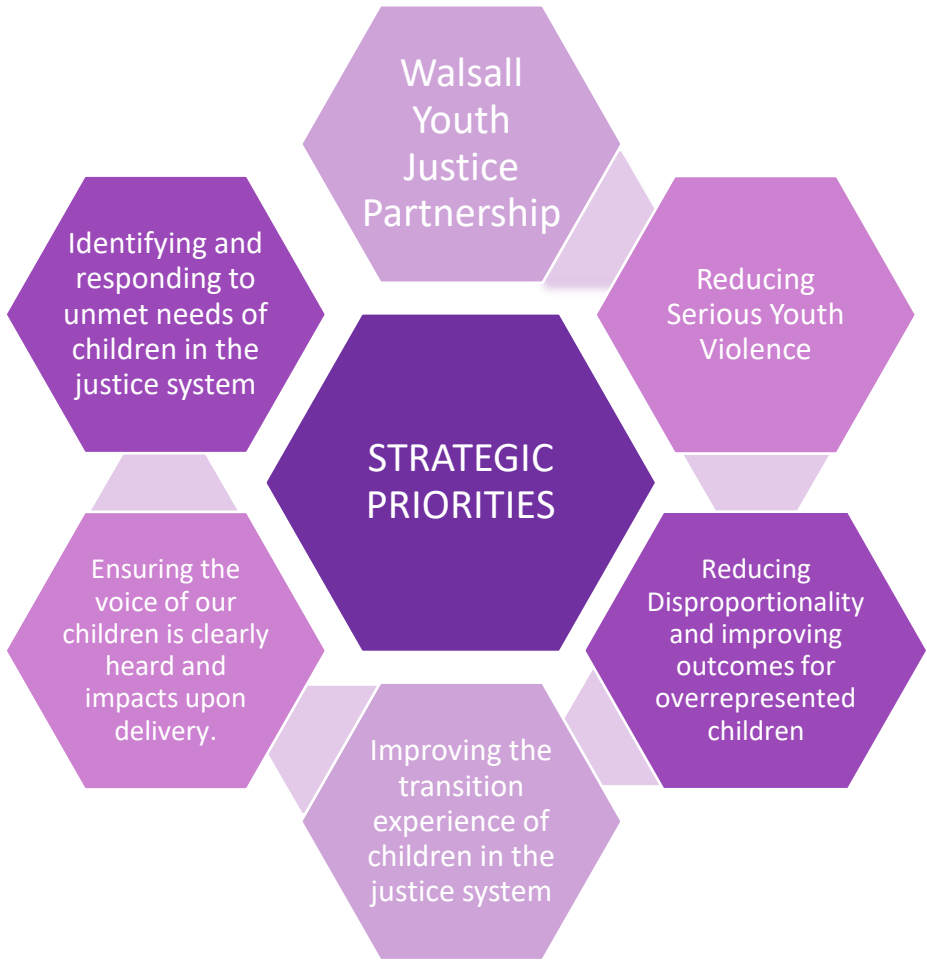 Walsall
Youth
Justice
Partnership
Identifying and
responding to
unmet needs of
children in the
justice system
Reducing
Serious Youth
Violence
STRATEGIC
PRIORITIES
Ensuring the
voice of our
children is clearly
heard and
impacts upon
delivery.
Reducing
Disproportionality
and improving
outcomes for
overrepresented
children
Improving the
transition
experience of
children in the
justice system